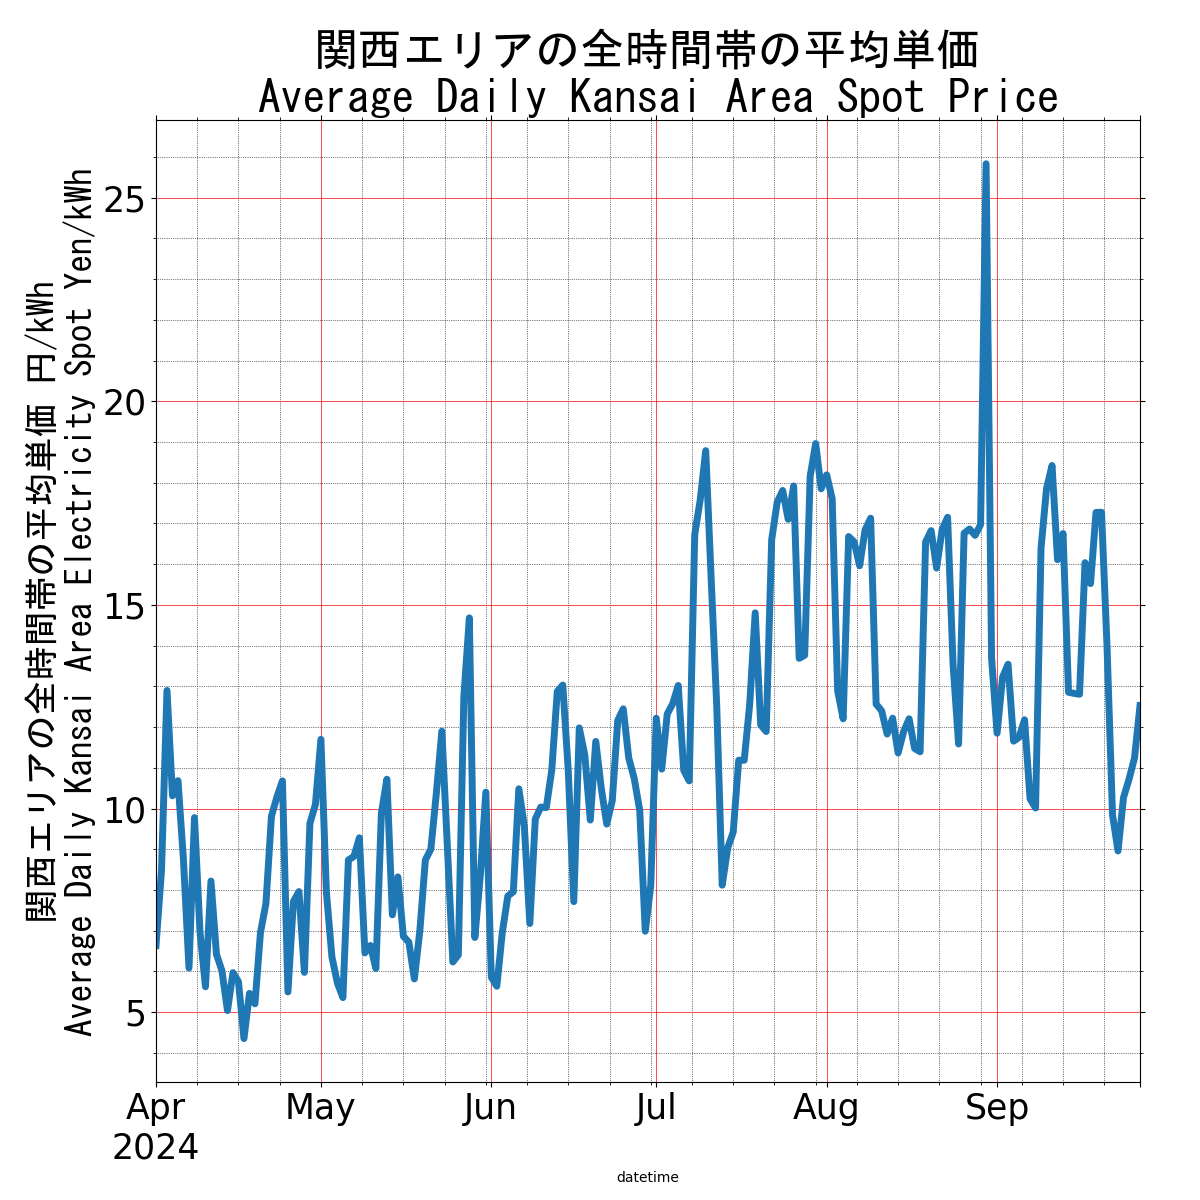 関西エリアの全時間帯の平均単価
Average Daily Kansai Area Spot Price
関西エリアの全時間帯の平均単価 円/kWh
Average Daily Kansai Area Electricity Spot Yen/kWh
25
20
15
10
5
Apr
2024
May
Jun
Jul
Aug
Sep
datetime